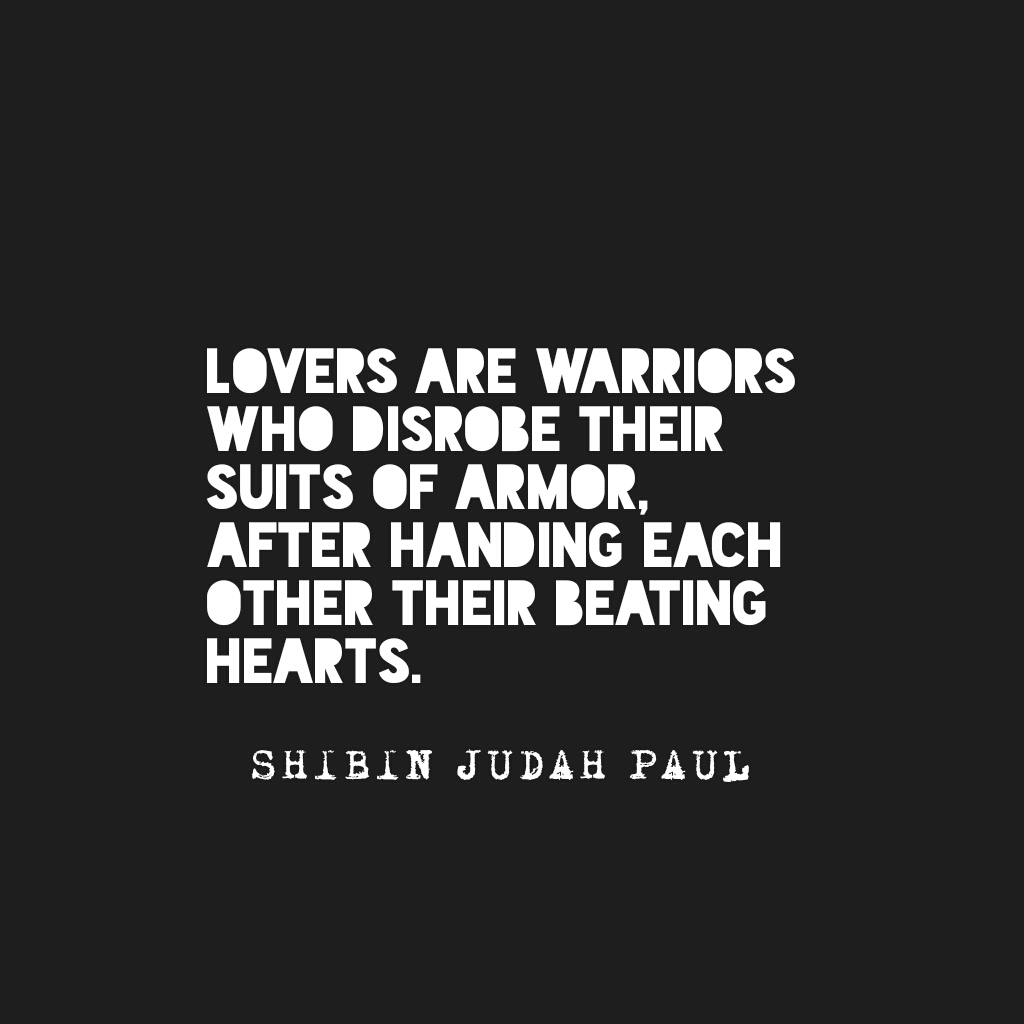 LOVERS ARE WARRIORS
WHO DISROBE THEIR
SUITS OF ARMOR,
AFTER HANDING EACH
OTHER THEIR BEATING
HEARTS.
SHIBIN JUDAH PAUL